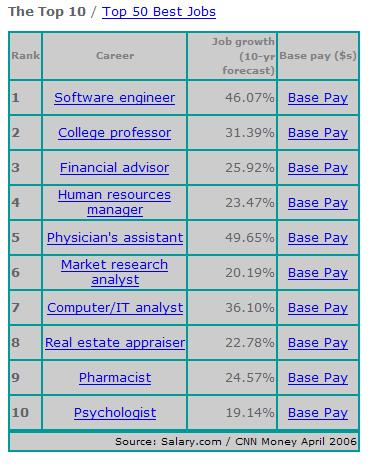 The Top 10 / Top 50 Best Jobs
Rank Career Job growth (10-yr forecast) Base pay ($s)
1 Software engineer 46.07% Base Pay
2 College professor 31.39% Base Pay
3 Financial advisor 25.92% Base Pay
4 Human resources manager 23.47% Base Pay
5 Physician's assistant 49.65% Base Pay
6 Market research analyst 20.19% Base Pay
7 Computer/IT analyst 36.10% Base Pay
8 Real estate appraiser 22.78% Base Pay
9 Pharmacist 24.57% Base Pay
10 Psychologist 19.14% Base Pay
Source: Salary.com / CNN Money April 2006